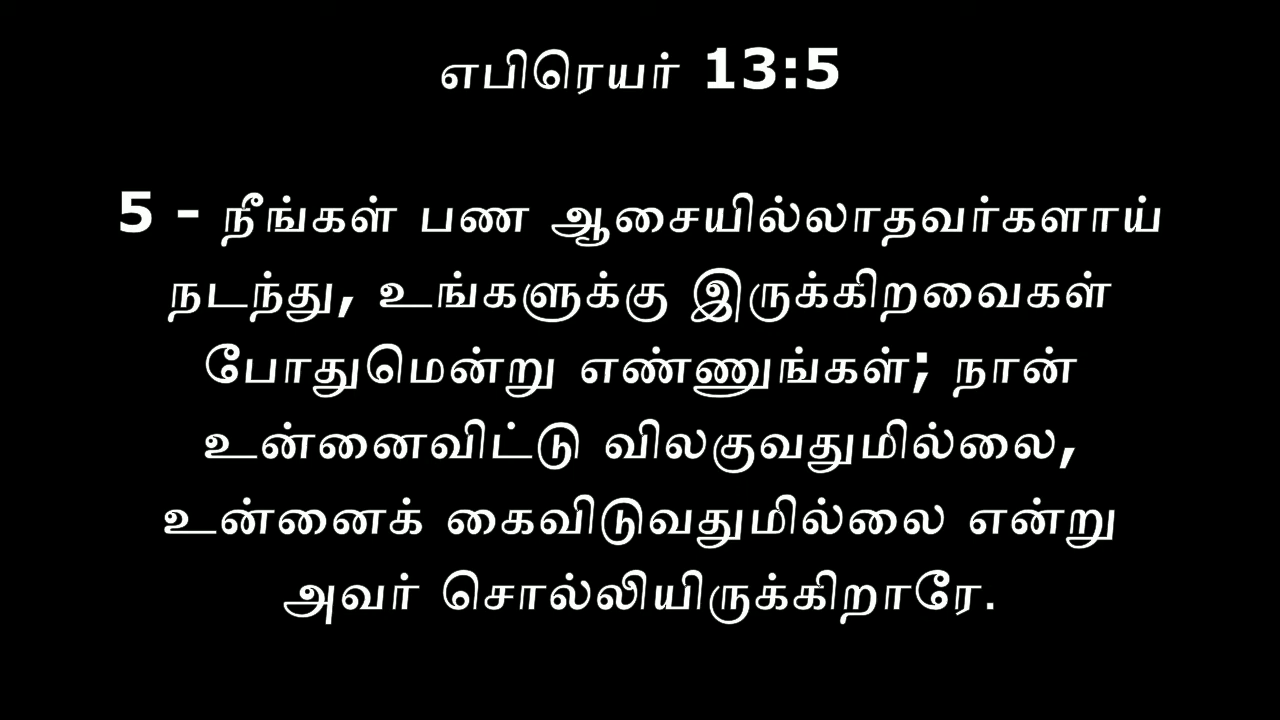 எபிரெயர் 13:5
5 - நீங்கள் பண ஆசையில்லாதவர்களாய்
நடந்து, உங்களுக்கு இருக்கிறவைகள்
போதுமென்று எண்ணுங்கள்; நான்
உன்னைவிட்டு விலகுவதுமில்லை,
உன்னைக் கைவிடுவதுமில்லை என்று
அவர் சொல்லியிருக்கிறாரே.